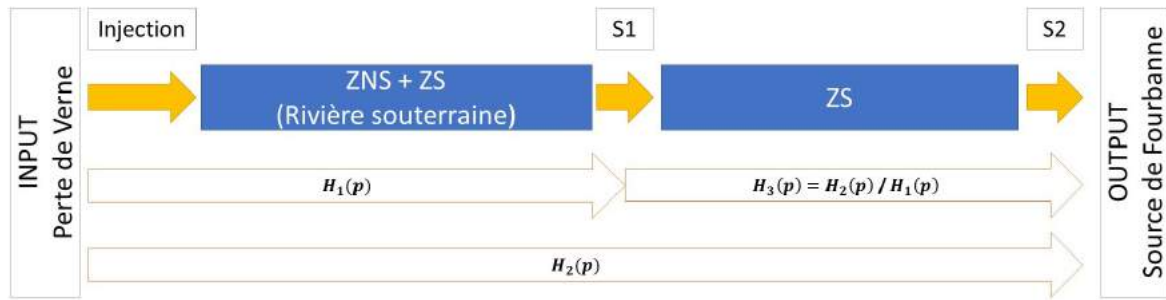 Injection
S1
S2
INPUT
Perte de Verne
ZNS + ZS
(Rivière souterraine)
ZS
OUTPUT
Source de Fourbanne
H₁(p)
H₃(p) = H₂(p) / H₁(p)
H₂(p)